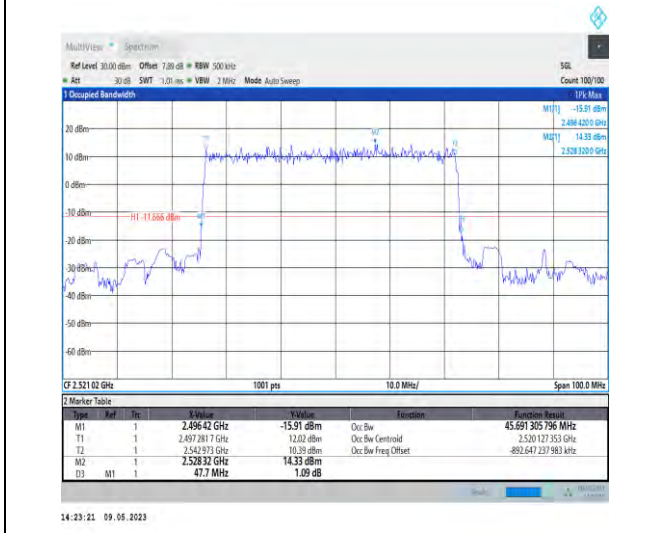 MultiView Spectrum
Ref Level 30.00 dBm Offset 7.89 dB RBW 500 kHz SGL
Att 30 dB SWT 1.01 ms VBW 2 MHz Mode Auto Sweep Count 100/100
1 Occupied Bandwidth 1Pk Max
M1[1] -15.91 dBm
2.496 420 0 GHz
M2[1] 14.33 dBm
2.528 320 0 GHz
20 dBm
10 dBm
0 dBm
-10 dBm
H1 -11.666 dBm
-20 dBm
-30 dBm
-40 dBm
-50 dBm
-60 dBm
T1
M2
T2
M1
CF 2.521 02 GHz 1001 pts 10.0 MHz/ Span 100.0 MHz
2 Marker Table
Type Ref Trc X-Value Y-Value Function Function Result
M1 1 2.496 42 GHz -15.91 dBm Occ Bw 45.691 305 796 MHz
T1 1 2.497 281 7 GHz 12.02 dBm Occ Bw Centroid 2.520 127 353 GHz
T2 1 2.542 973 GHz 10.39 dBm Occ Bw Freq Offset -892.647 237 983 kHz
M2 1 2.528 32 GHz 14.33 dBm
D3 M1 1 47.7 MHz 1.09 dB
14:23:21 09.05.2023